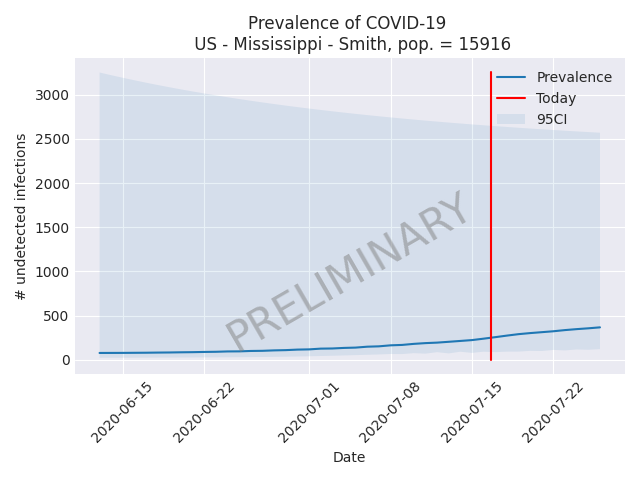 Prevalence of COVID-19
US - Mississippi - Smith, pop. = 15916
Prevalence
Today
95CI
# undetected infections
3000
2500
2000
1500
1000
500
0
PRELIMINARY
2020-06-15
2020-06-22
2020-07-01
2020-07-08
2020-07-15
2020-07-22
Date